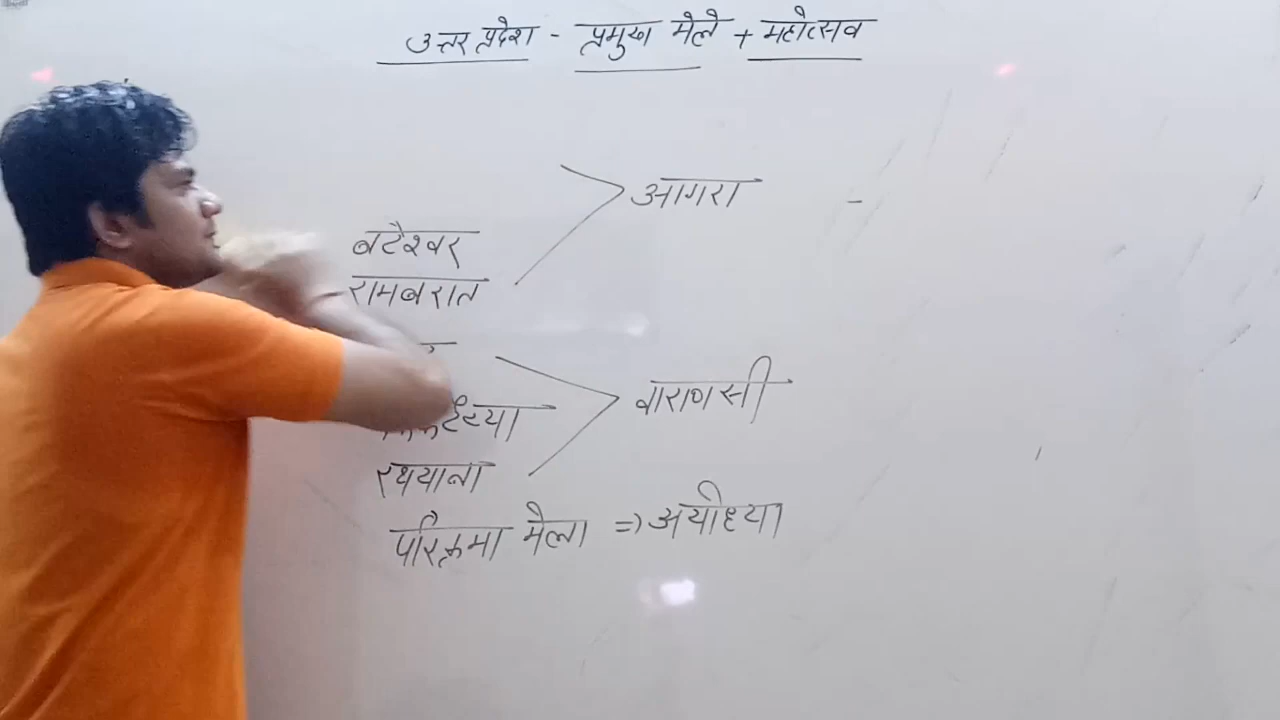 उत्तर प्रदेश - प्रमुख मेले + महोत्सव
आगरा -
बटेश्वर
रामबरात
वाराणसी
रथयात्रा
परिक्रमा मेला => अयोध्या